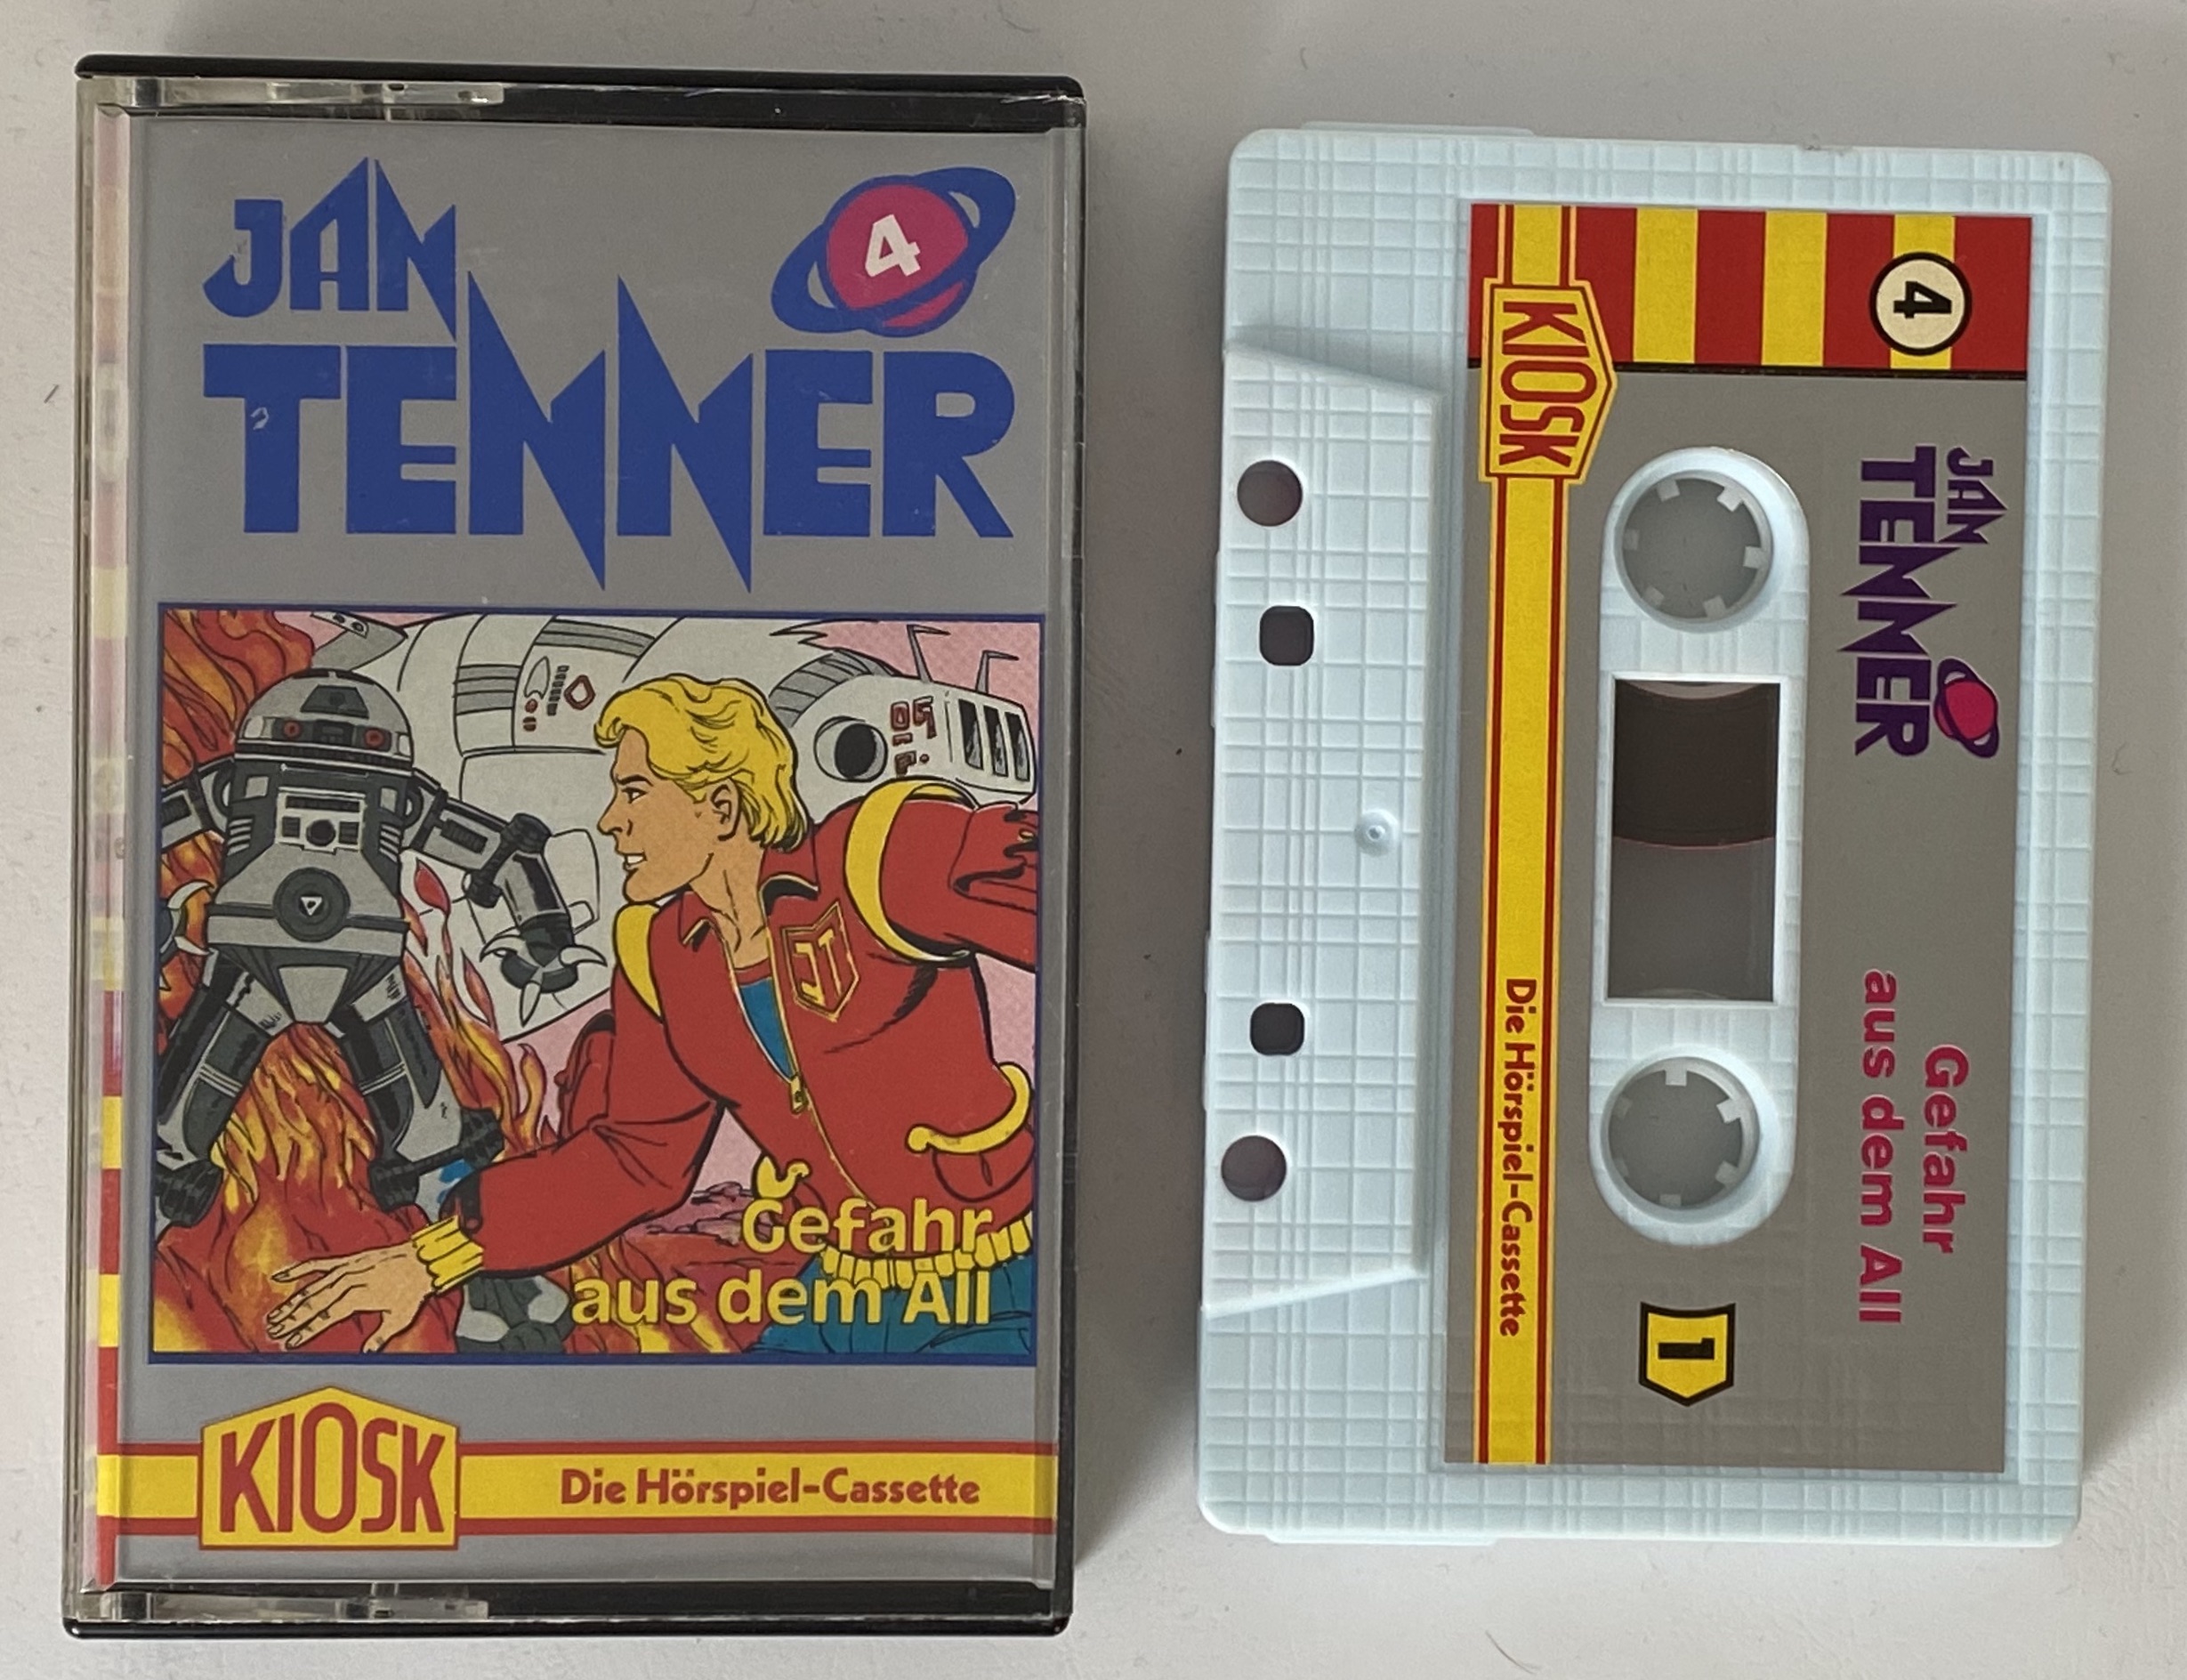 JAN
TENNER
4
JT
Gefahr
aus dem All
KIOSK
Die Hörspiel-Cassette
4
JAN
TENNER
Gefahr
aus dem All
1
KIOSK
Die Hörspiel-Cassette